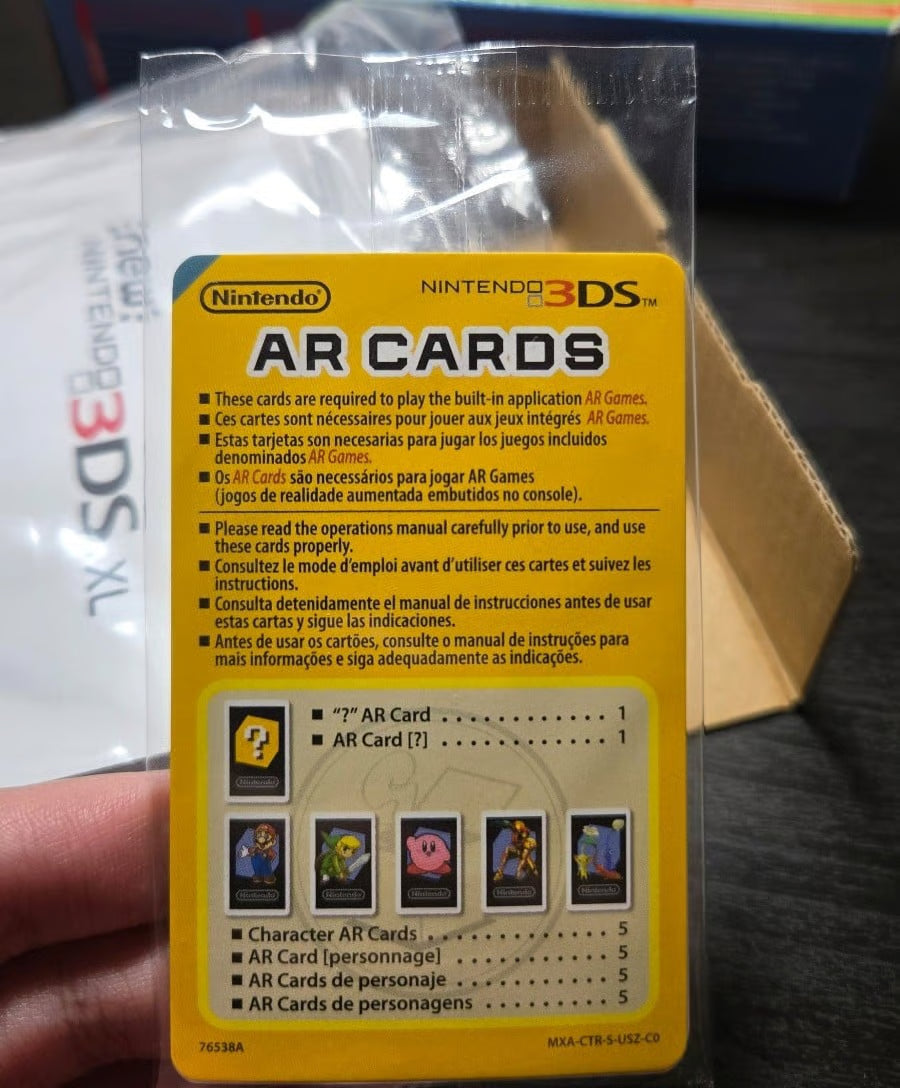 new
NINTENDO
3DS XL
Nintendo
NINTENDO 3DS™
AR CARDS
■ These cards are required to play the built-in application AR Games.
■ Ces cartes sont nécessaires pour jouer aux jeux intégrés AR Games.
■ Estas tarjetas son necesarias para jugar los juegos incluidos
denominados AR Games.
■ Os AR Cards são necessários para jogar AR Games
(jogos de realidade aumentada embutidos no console).
■ Please read the operations manual carefully prior to use, and use
these cards properly.
■ Consultez le mode d'emploi avant d'utiliser ces cartes et suivez les
instructions.
■ Consulta detenidamente el manual de instrucciones antes de usar
estas cartas y sigue las indicaciones.
■ Antes de usar os cartões, consulte o manual de instruções para
mais informações e siga adequadamente as indicações.
?
Nintendo
■ "?" AR Card . . . . . . . . . . . . . 1
■ AR Card [?] . . . . . . . . . . . . . 1
Nintendo
Nintendo
Nintendo
Nintendo
Nintendo
■ Character AR Cards . . . . . . . . . . . . . 5
■ AR Card [personnage] . . . . . . . . . . . 5
■ AR Cards de personaje . . . . . . . . . . . 5
■ AR Cards de personagens . . . . . . . . . 5
76538A
MXA-CTR-S-USZ-C0